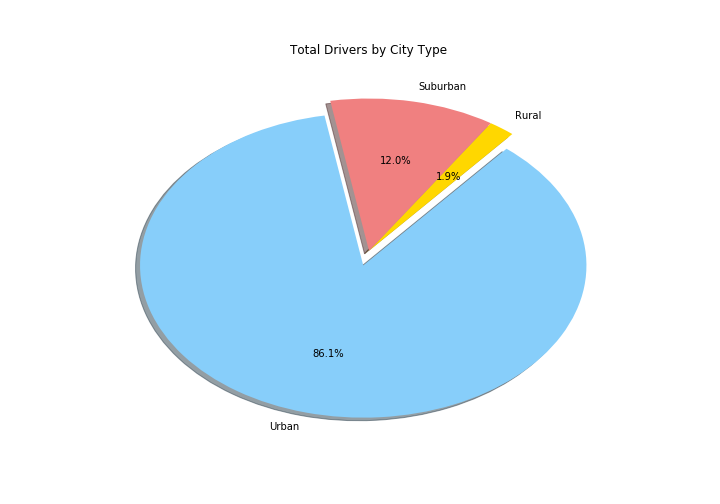 Total Drivers by City Type
Suburban
Rural
12.0%
1.9%
86.1%
Urban